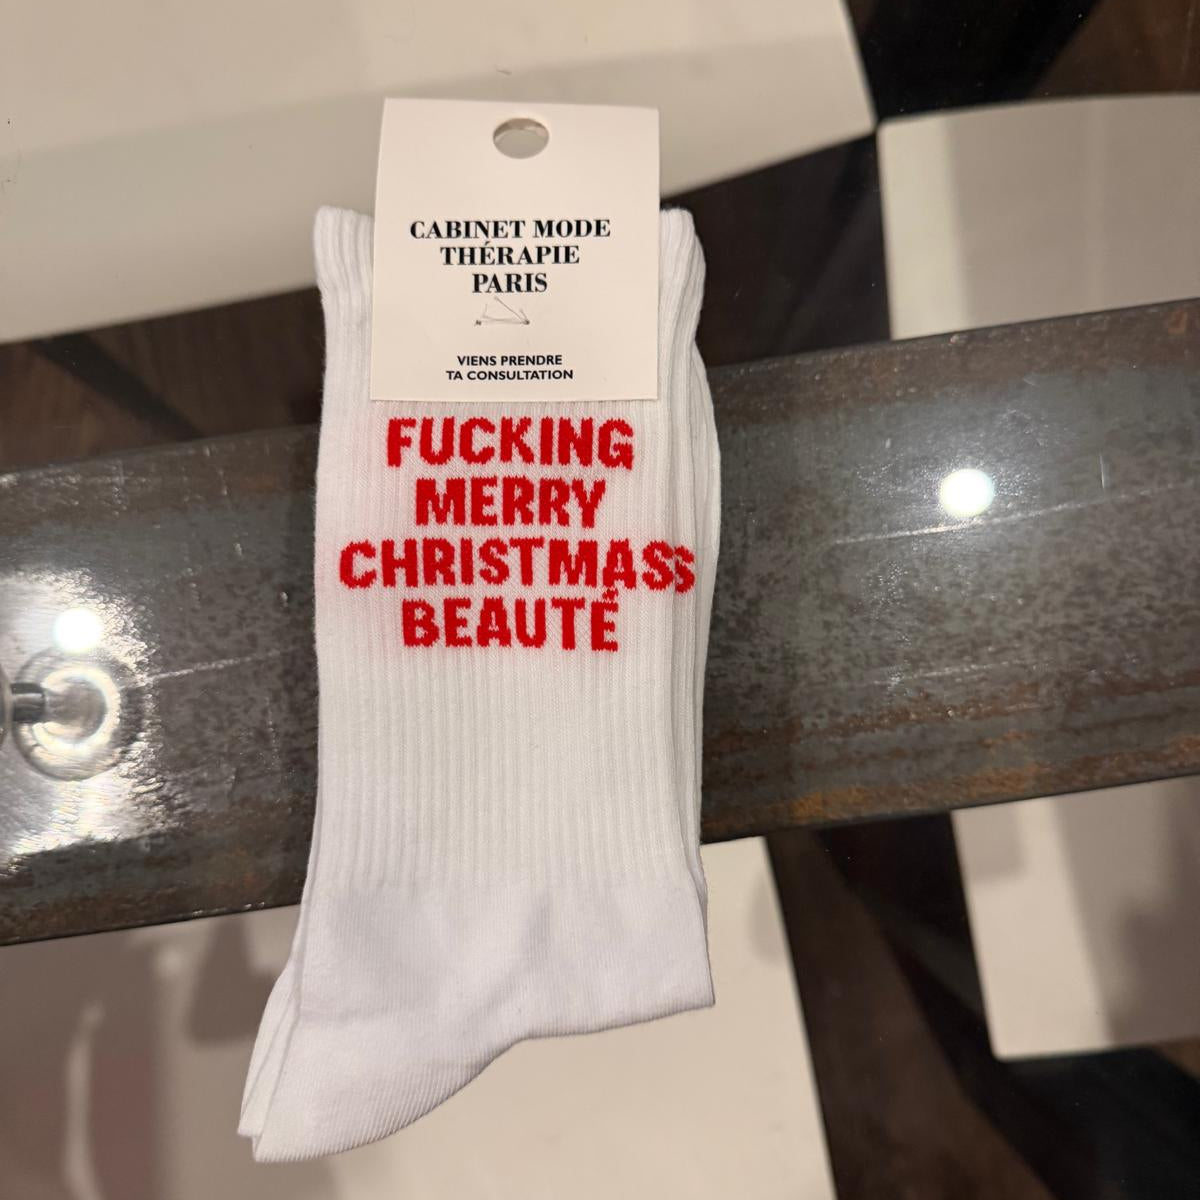 CABINET MODE
THÉRAPIE
PARIS
VIENS PRENDRE
TA CONSULTATION
FUCKING
MERRY
CHRISTMASS
BEAUTÉ